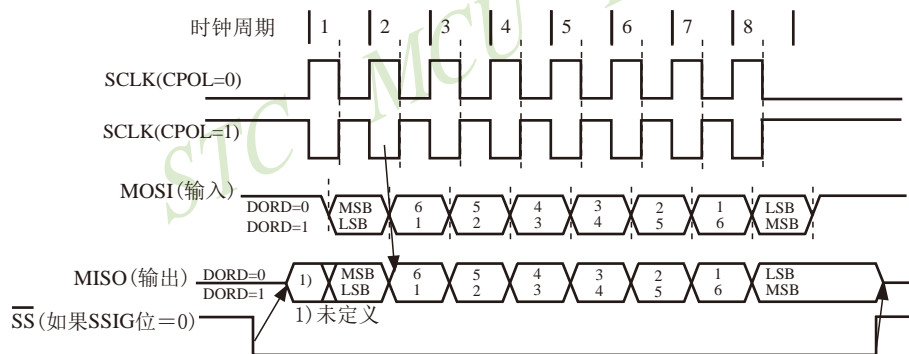 时钟周期 1 2 3 4 5 6 7 8
SCLK(CPOL=0)
SCLK(CPOL=1)
MOSI(输入)
DORD=0 MSB 6 5 4 3 2 1 LSB
DORD=1 LSB 1 2 3 4 5 6 MSB
MISO(输出)
DORD=0 1) MSB 6 5 4 3 2 1 LSB
DORD=1 LSB 1 2 3 4 5 6 MSB
1)未定义
SS(如果SSIG位=0)
STC MCU